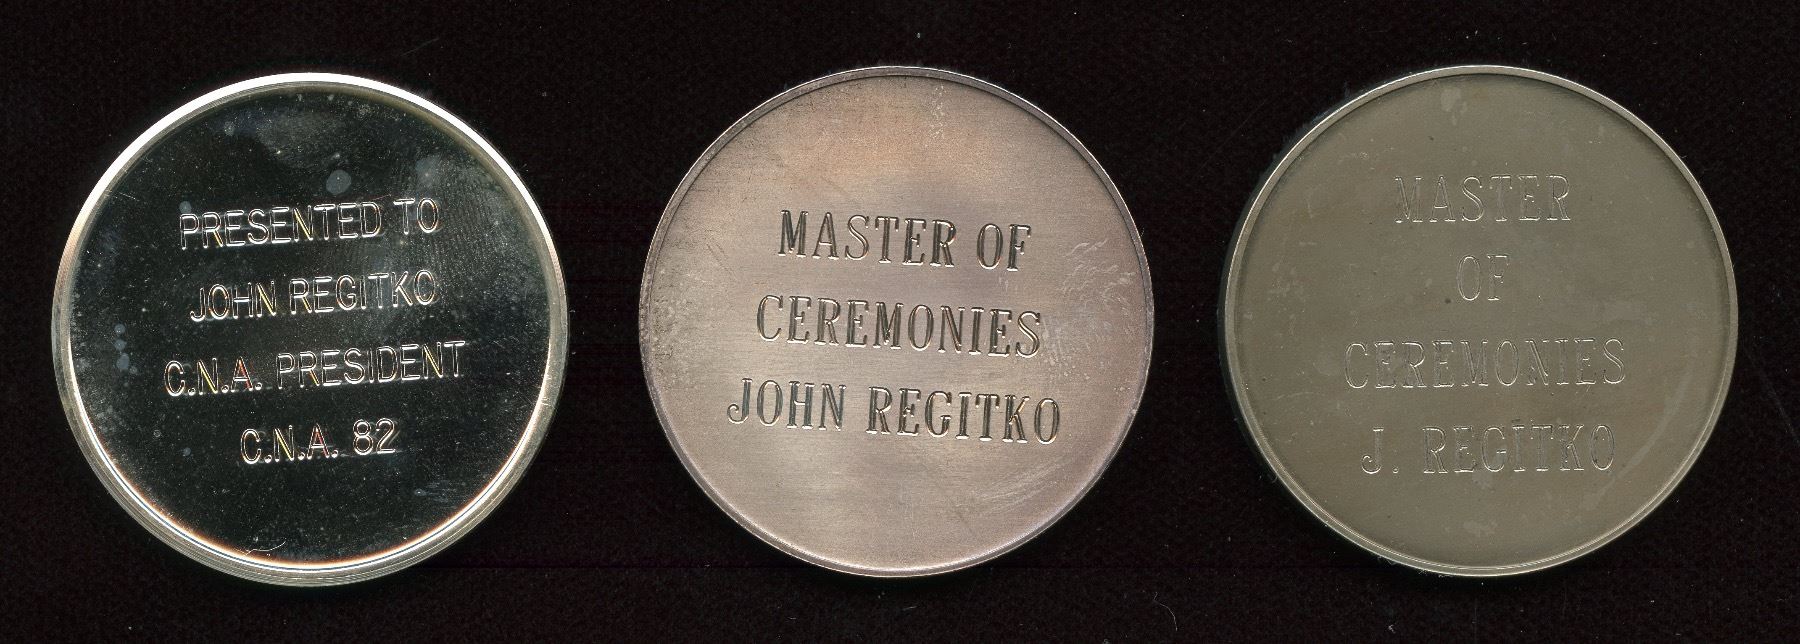 PRESENTED TO
JOHN REGITKO
C.N.A. PRESIDENT
C.N.A. 82
MASTER OF
CEREMONIES
JOHN REGITKO
MASTER
OF
CEREMONIES
J. REGITKO